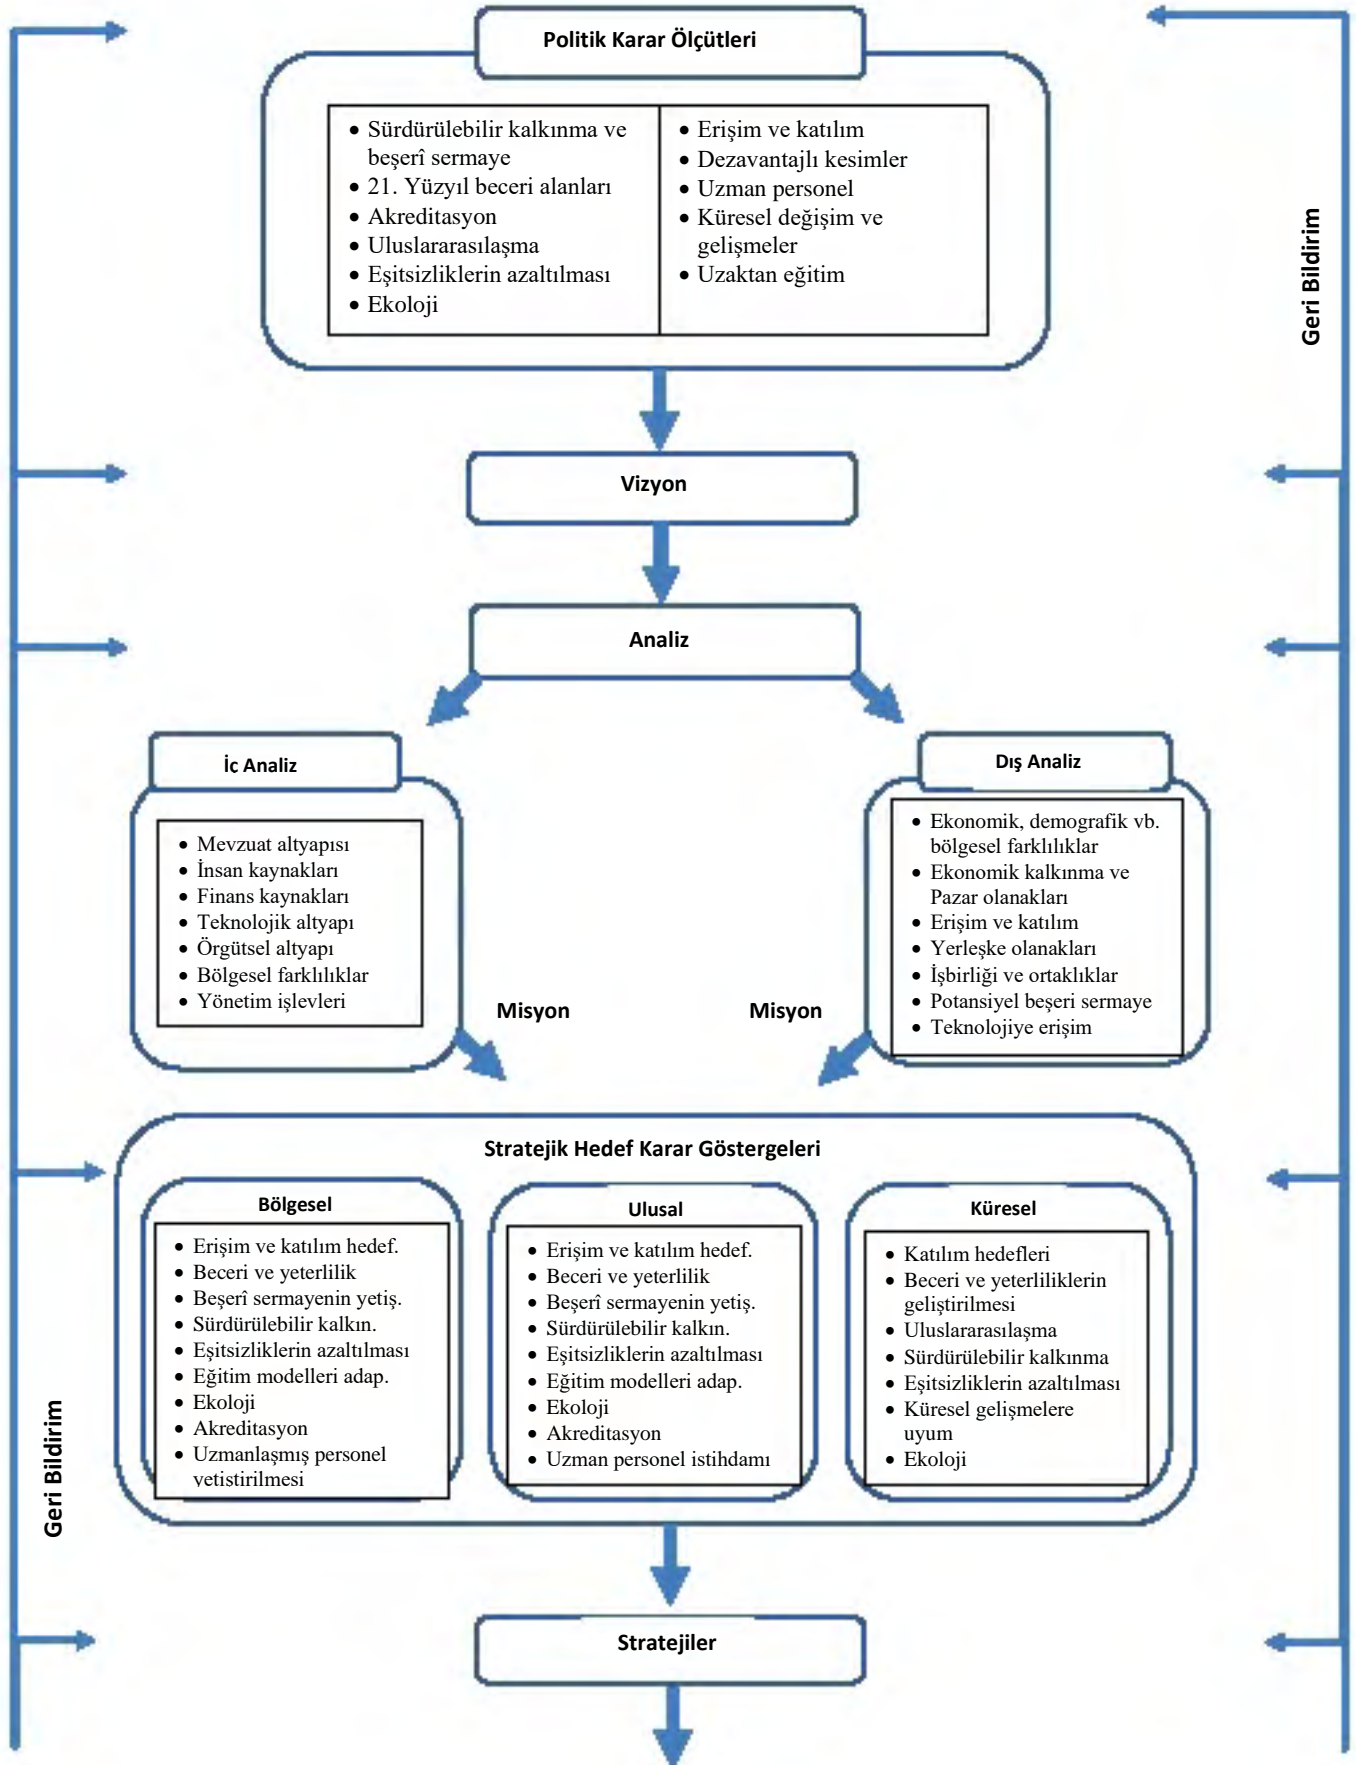 Politik Karar Ölçütleri
• Sürdürülebilir kalkınma ve
beşerî sermaye
• 21. Yüzyıl beceri alanları
• Akreditasyon
• Uluslararasılaşma
• Eşitsizliklerin azaltılması
• Ekoloji
• Erişim ve katılım
• Dezavantajlı kesimler
• Uzman personel
• Küresel değişim ve
gelişmeler
• Uzaktan eğitim
Geri Bildirim
Vizyon
Analiz
İc Analiz
• Mevzuat altyapısı
• İnsan kaynakları
• Finans kaynakları
• Teknolojik altyapı
• Örgütsel altyapı
• Bölgesel farklılıklar
• Yönetim işlevleri
Dış Analiz
• Ekonomik, demografik vb.
bölgesel farklılıklar
• Ekonomik kalkınma ve
Pazar olanakları
• Erişim ve katılım
• Yerleşke olanakları
• İşbirliği ve ortaklıklar
• Potansiyel beşeri sermaye
• Teknolojiye erişim
Misyon
Misyon
Stratejik Hedef Karar Göstergeleri
Bölgesel
• Erişim ve katılım hedef.
• Beceri ve yeterlilik
• Beşerî sermayenin yetiş.
• Sürdürülebilir kalkın.
• Eşitsizliklerin azaltılması
• Eğitim modelleri adap.
• Ekoloji
• Akreditasyon
• Uzmanlaşmış personel
yetistirilmesi
Ulusal
• Erişim ve katılım hedef.
• Beceri ve yeterlilik
• Beşerî sermayenin yetiş.
• Sürdürülebilir kalkın.
• Eşitsizliklerin azaltılması
• Eğitim modelleri adap.
• Ekoloji
• Akreditasyon
• Uzman personel istihdamı
Küresel
• Katılım hedefleri
• Beceri ve yeterliliklerin
geliştirilmesi
• Uluslararasılaşma
• Sürdürülebilir kalkınma
• Eşitsizliklerin azaltılması
• Küresel gelişmelere
uyum
• Ekoloji
Geri Bildirim
Stratejiler